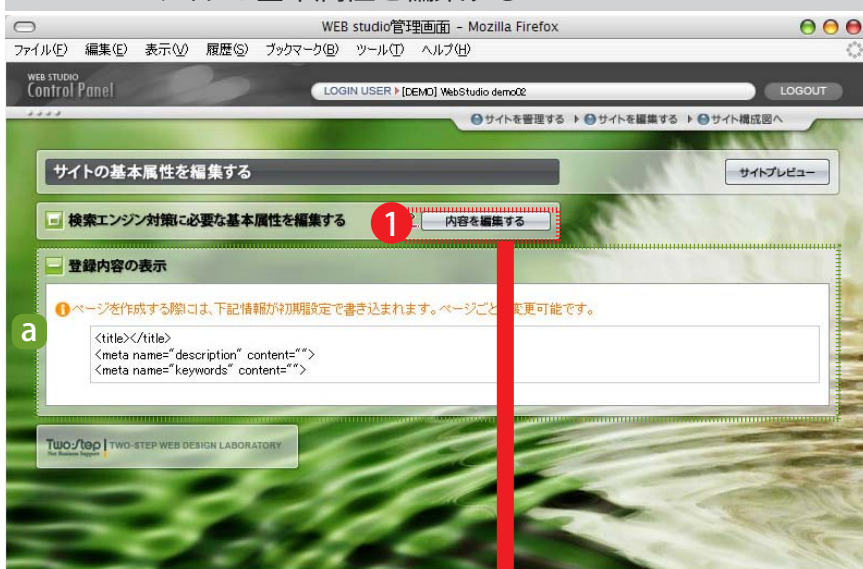 WEB studio管理画面 - Mozilla Firefox
ファイル(F) 編集(E) 表示(V) 履歴(S) ブックマーク(B) ツール(T) ヘルプ(H)
WEB STUDIO
Control Panel
LOGIN USER [DEMO] WebStudio demo02
LOGOUT
サイトを管理する サイトを編集する サイト構成図へ
サイトの基本属性を編集する
サイトプレビュー
検索エンジン対策に必要な基本属性を編集する
1
内容を編集する
登録内容の表示
a
ページを作成する際には、下記情報が初期設定で書き込まれます。ページごと 変更可能です。
<title></title>
<meta name="description" content="">
<meta name="keywords" content="">
Two-Step | TWO-STEP WEB DESIGN LABORATORY